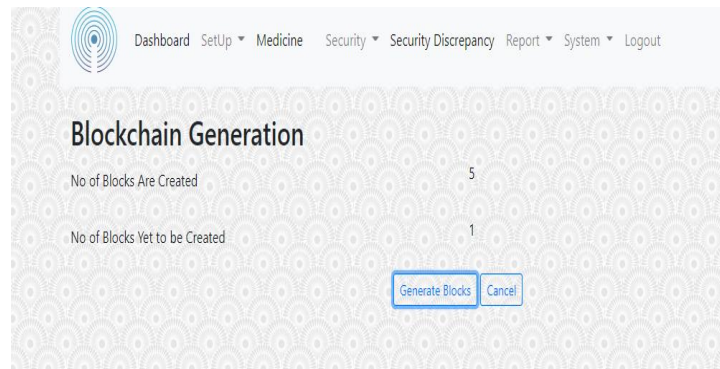 Dashboard SetUp Medicine Security Security Discrepancy Report System Logout
Blockchain Generation
No of Blocks Are Created 5
No of Blocks Yet to be Created 1
Generate Blocks Cancel